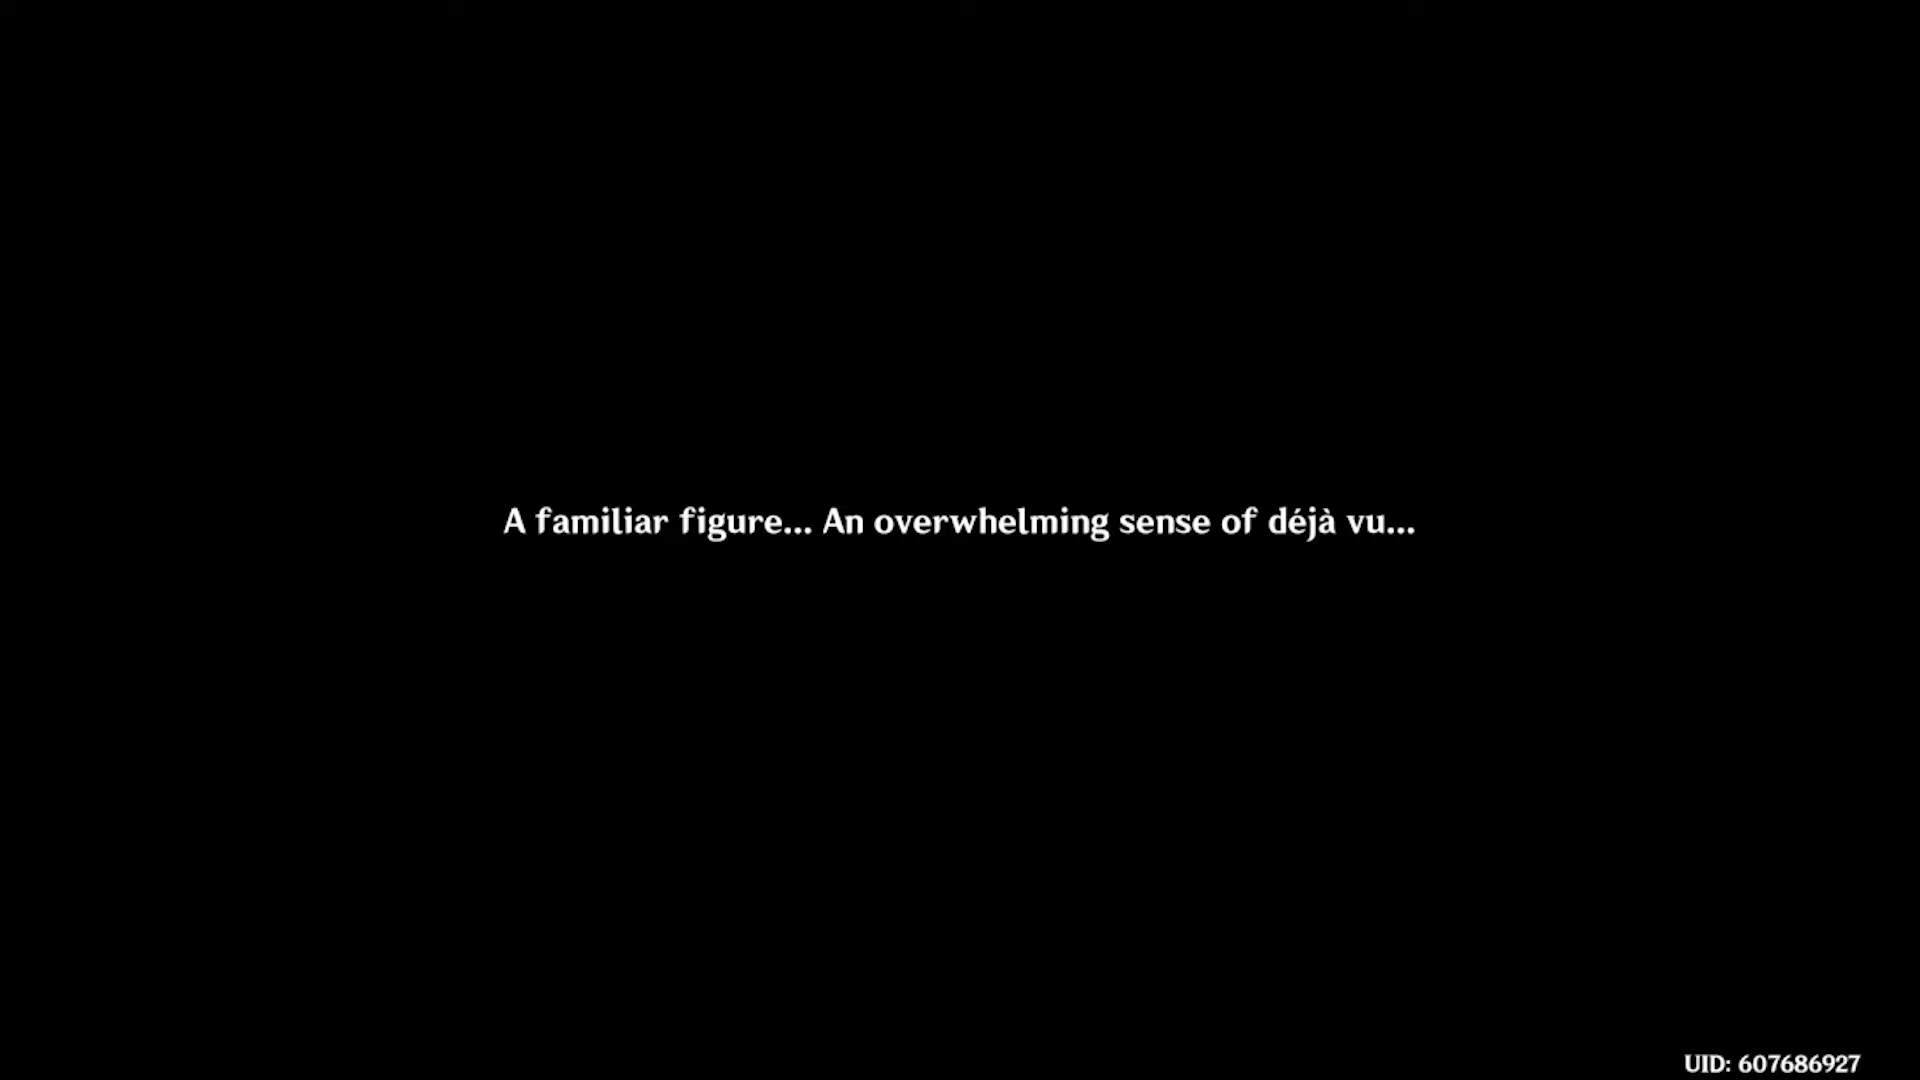 A familiar figure... An overwhelming sense of déjà vu...
UID: 607686927